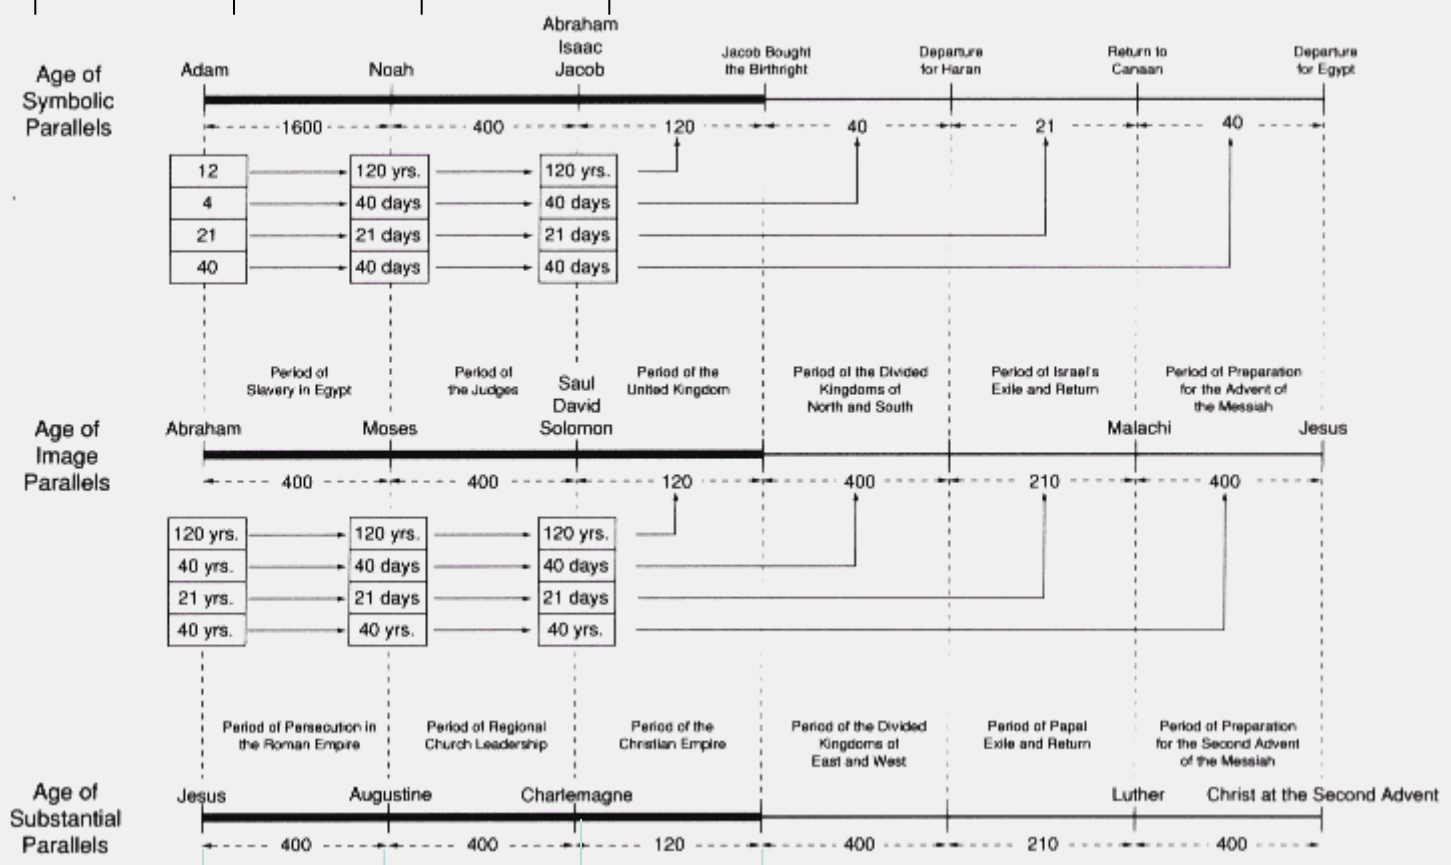 Abraham
Isaac
Jacob
Adam
Noah
Jacob Bought
the Birthright
Departure
for Haran
Return to
Canaan
Departure
for Egypt
Age of
Symbolic
Parallels
1600 400 120 40 21 40
12 120 yrs. 120 yrs.
4 40 days 40 days
21 21 days 21 days
40 40 days 40 days
Period of
Slavery in Egypt
Period of
the Judges
Saul
David
Solomon
Period of the
United Kingdom
Period of the Divided
Kingdoms of
North and South
Period of Israel's
Exile and Return
Period of Preparation
for the Advent of
the Messiah
Age of
Image
Parallels
Abraham
Moses
Malachi
Jesus
400 400 120 400 210 400
120 yrs. 120 yrs. 120 yrs.
40 yrs. 40 days 40 days
21 yrs. 21 days 21 days
40 yrs. 40 yrs. 40 yrs.
Period of Persecution in
the Roman Empire
Period of Regional
Church Leadership
Period of the
Christian Empire
Period of the Divided
Kingdoms of
East and West
Period of Papal
Exile and Return
Period of Preparation
for the Second Advent
of the Messiah
Age of
Substantial
Parallels
Jesus
Augustine
Charlemagne
Luther
Christ at the Second Advent
400 400 120 400 210 400